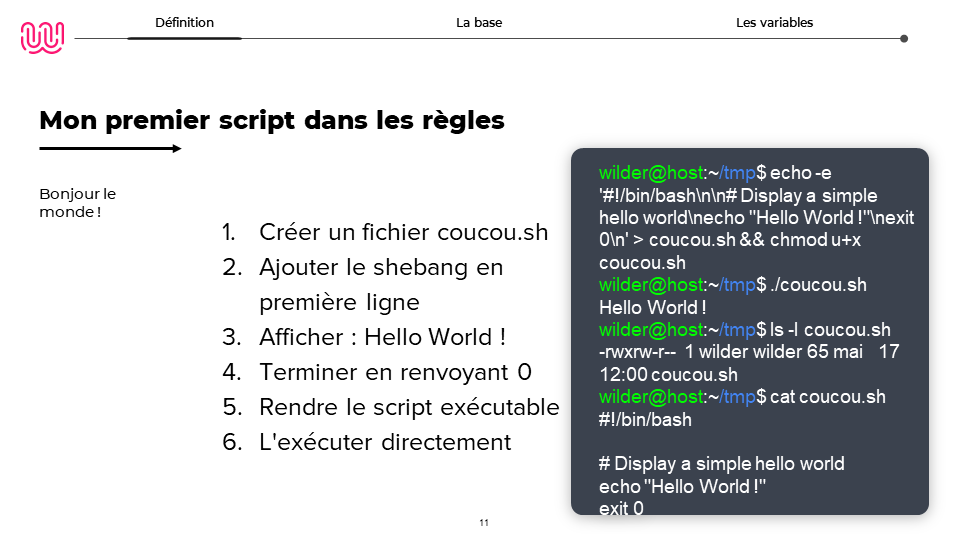 Définition
La base
Les variables
Mon premier script dans les règles
Bonjour le
monde !
1. Créer un fichier coucou.sh
2. Ajouter le shebang en
première ligne
3. Afficher : Hello World !
4. Terminer en renvoyant 0
5. Rendre le script exécutable
6. L'exécuter directement
wilder@host:~/tmp$ echo -e
'#!/bin/bash\n\n# Display a simple
hello world\necho "Hello World !"\nexit
0\n' > coucou.sh && chmod u+x
coucou.sh
wilder@host:~/tmp$ ./coucou.sh
Hello World !
wilder@host:~/tmp$ ls -l coucou.sh
-rwxrw-r-- 1 wilder wilder 65 mai 17
12:00 coucou.sh
wilder@host:~/tmp$ cat coucou.sh
#!/bin/bash
# Display a simple hello world
echo "Hello World !"
exit 0
11